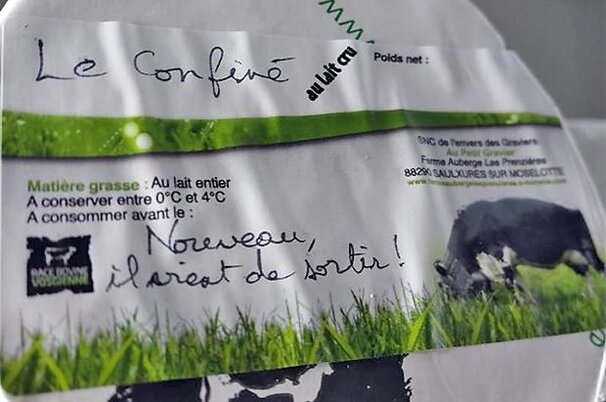 Le Confiné
au lait cru
Poids net :
SNC de l'envers des Graviers
Au Petit Gravier
Ferme Auberge Les Prenzières
88290 SAULXURES SUR MOSELOTTE
Matière grasse : Au lait entier
A conserver entre 0°C et 4°C
A consommer avant le :
Nouveau,
il vient de sortir !
RACE BOVINE
VOSGIENNE